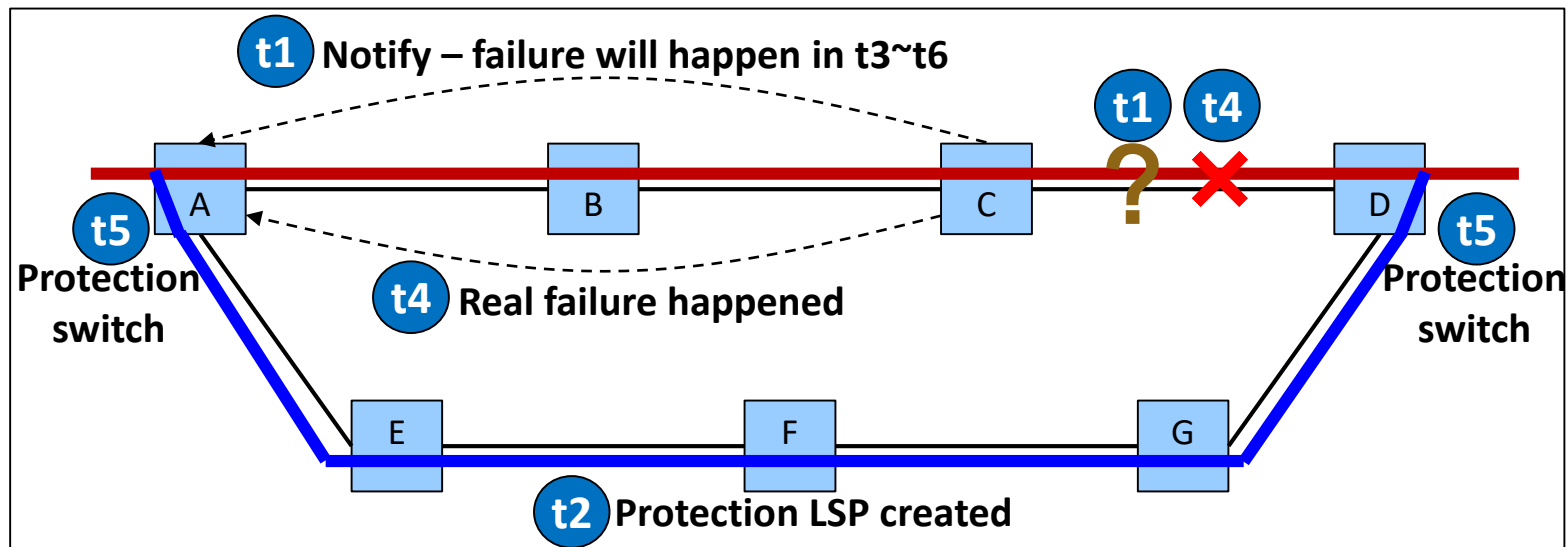 t1 Notify – failure will happen in t3~t6
t1 t4
?
A B C D
t5
Protection
switch
t4 Real failure happened
t5
Protection
switch
E F G
t2 Protection LSP created